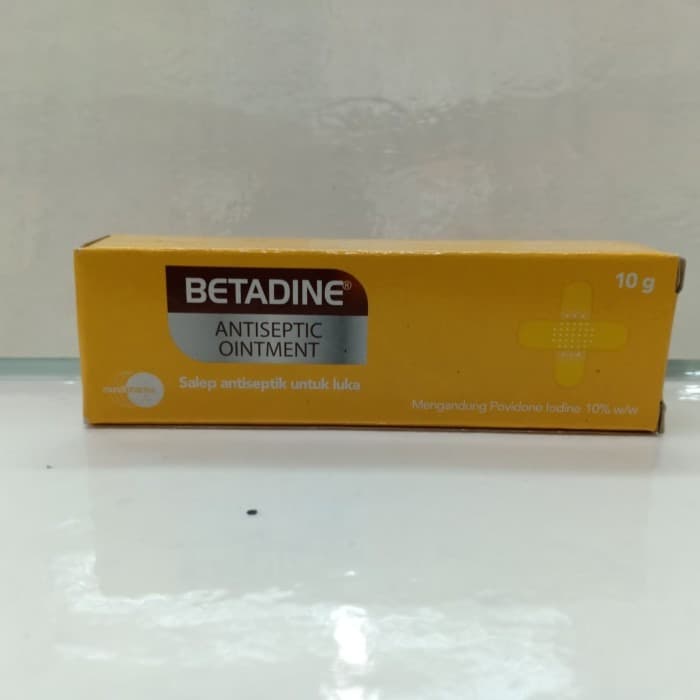 BETADINE®
ANTISEPTIC
OINTMENT
10 g
Salep antiseptik untuk luka
Mengandung Povidone Iodine 10% w/w